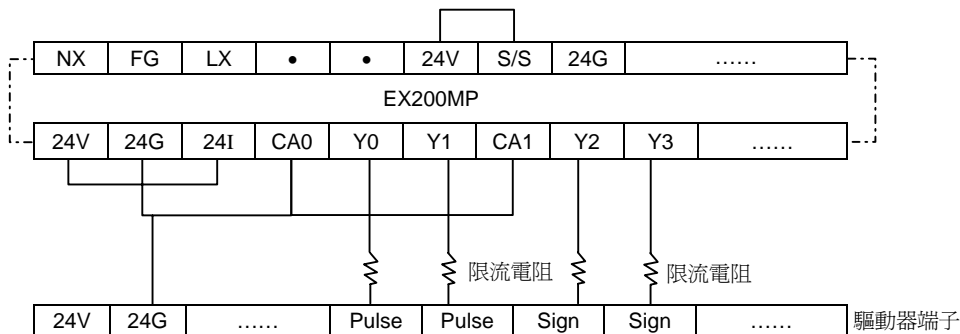 NX FG LX • • 24V S/S 24G ......
EX200MP
24V 24G 24I CA0 Y0 Y1 CA1 Y2 Y3 ......
限流電阻 限流電阻
24V 24G ...... Pulse Pulse Sign Sign ...... 驅動器端子